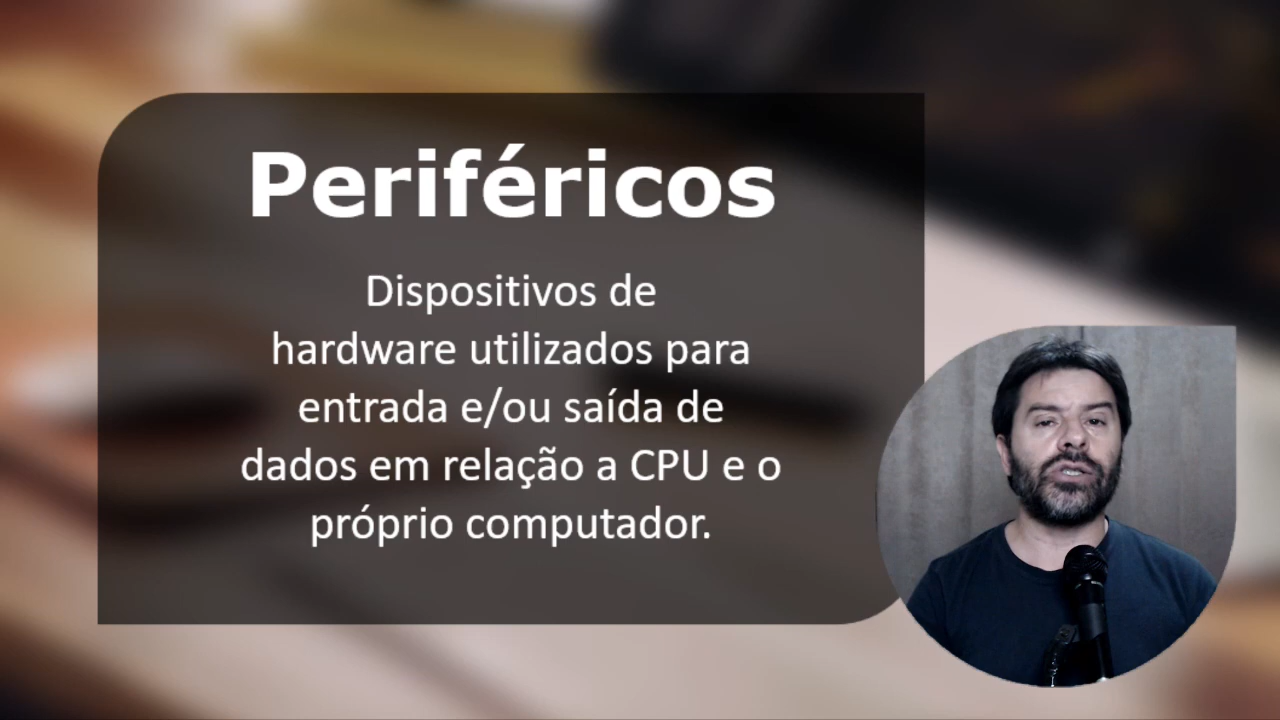 Periféricos
Dispositivos de
hardware utilizados para
entrada e/ou saída de
dados em relação a CPU e o
próprio computador.